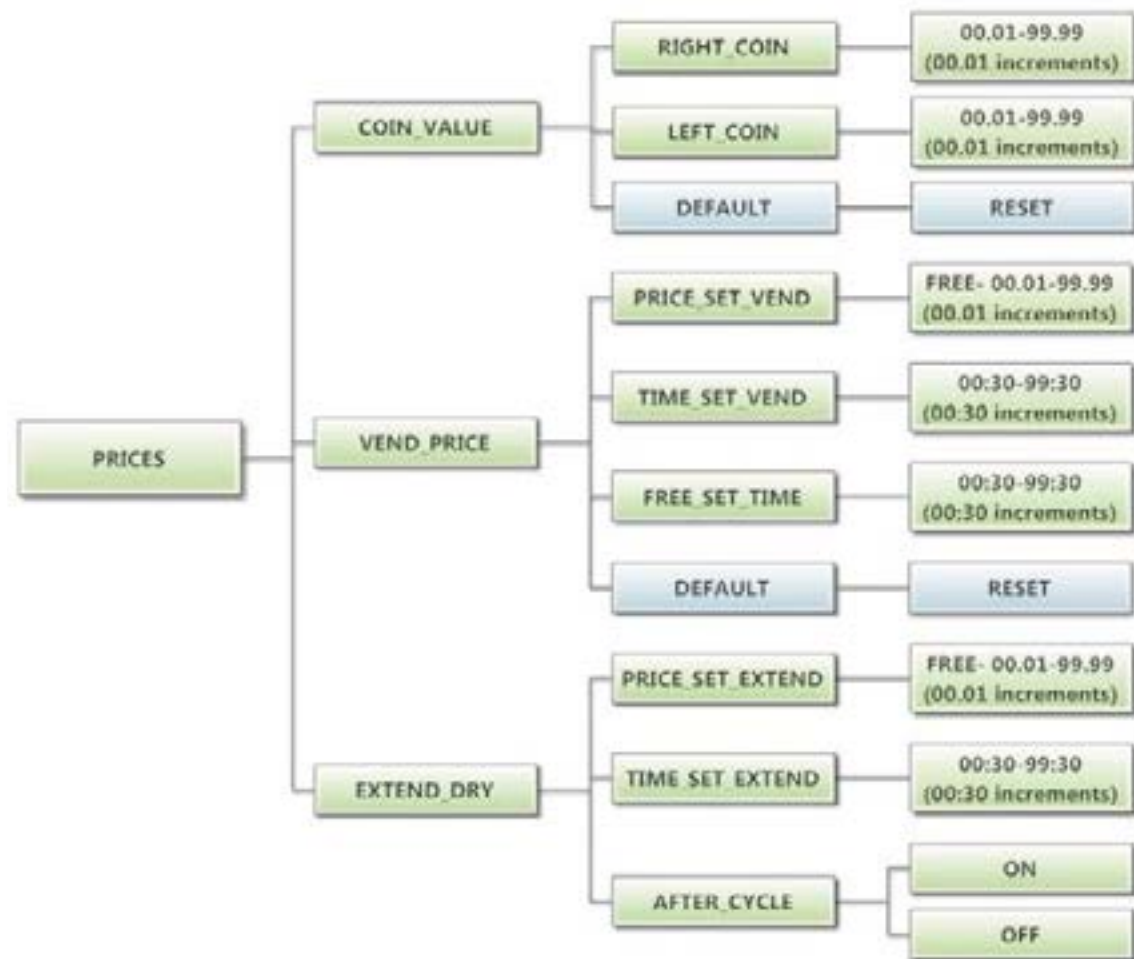 PRICES
COIN_VALUE
RIGHT_COIN
00.01-99.99
(00.01 increments)
LEFT_COIN
00.01-99.99
(00.01 increments)
DEFAULT
RESET
VEND_PRICE
PRICE_SET_VEND
FREE- 00.01-99.99
(00.01 increments)
TIME_SET_VEND
00:30-99:30
(00:30 increments)
FREE_SET_TIME
00:30-99:30
(00:30 increments)
DEFAULT
RESET
EXTEND_DRY
PRICE_SET_EXTEND
FREE- 00.01-99.99
(00.01 increments)
TIME_SET_EXTEND
00:30-99:30
(00:30 increments)
AFTER_CYCLE
ON
OFF